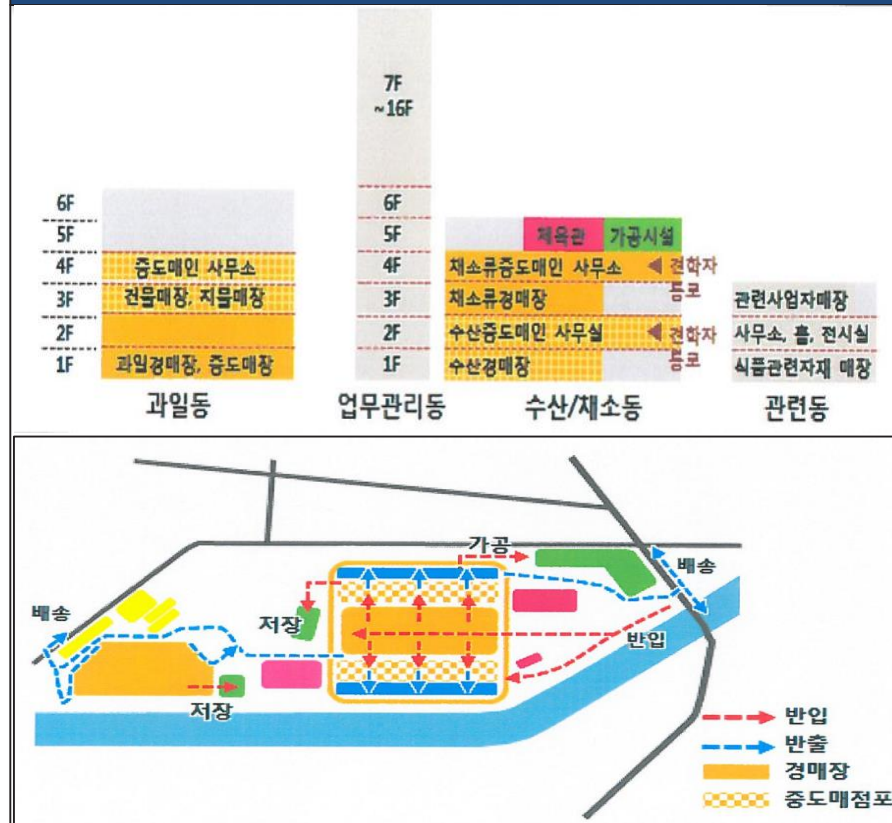 7F
~16F
6F
6F
5F
5F
체육관
가공시설
4F
중도매인 사무소
4F
채소류중도매인 사무소
견학자
통로
3F
건물매장, 지물매장
3F
채소류경매장
관련사업자매장
2F
2F
수산중도매인 사무실
견학자
통로
사무소, 홀, 전시실
1F
과일경매장, 중도매장
1F
수산경매장
식품관련자재 매장
과일동
업무관리동
수산/채소동
관련동
가공
배송
배송
저장
반입
저장
반입
반출
경매장
중도매점포